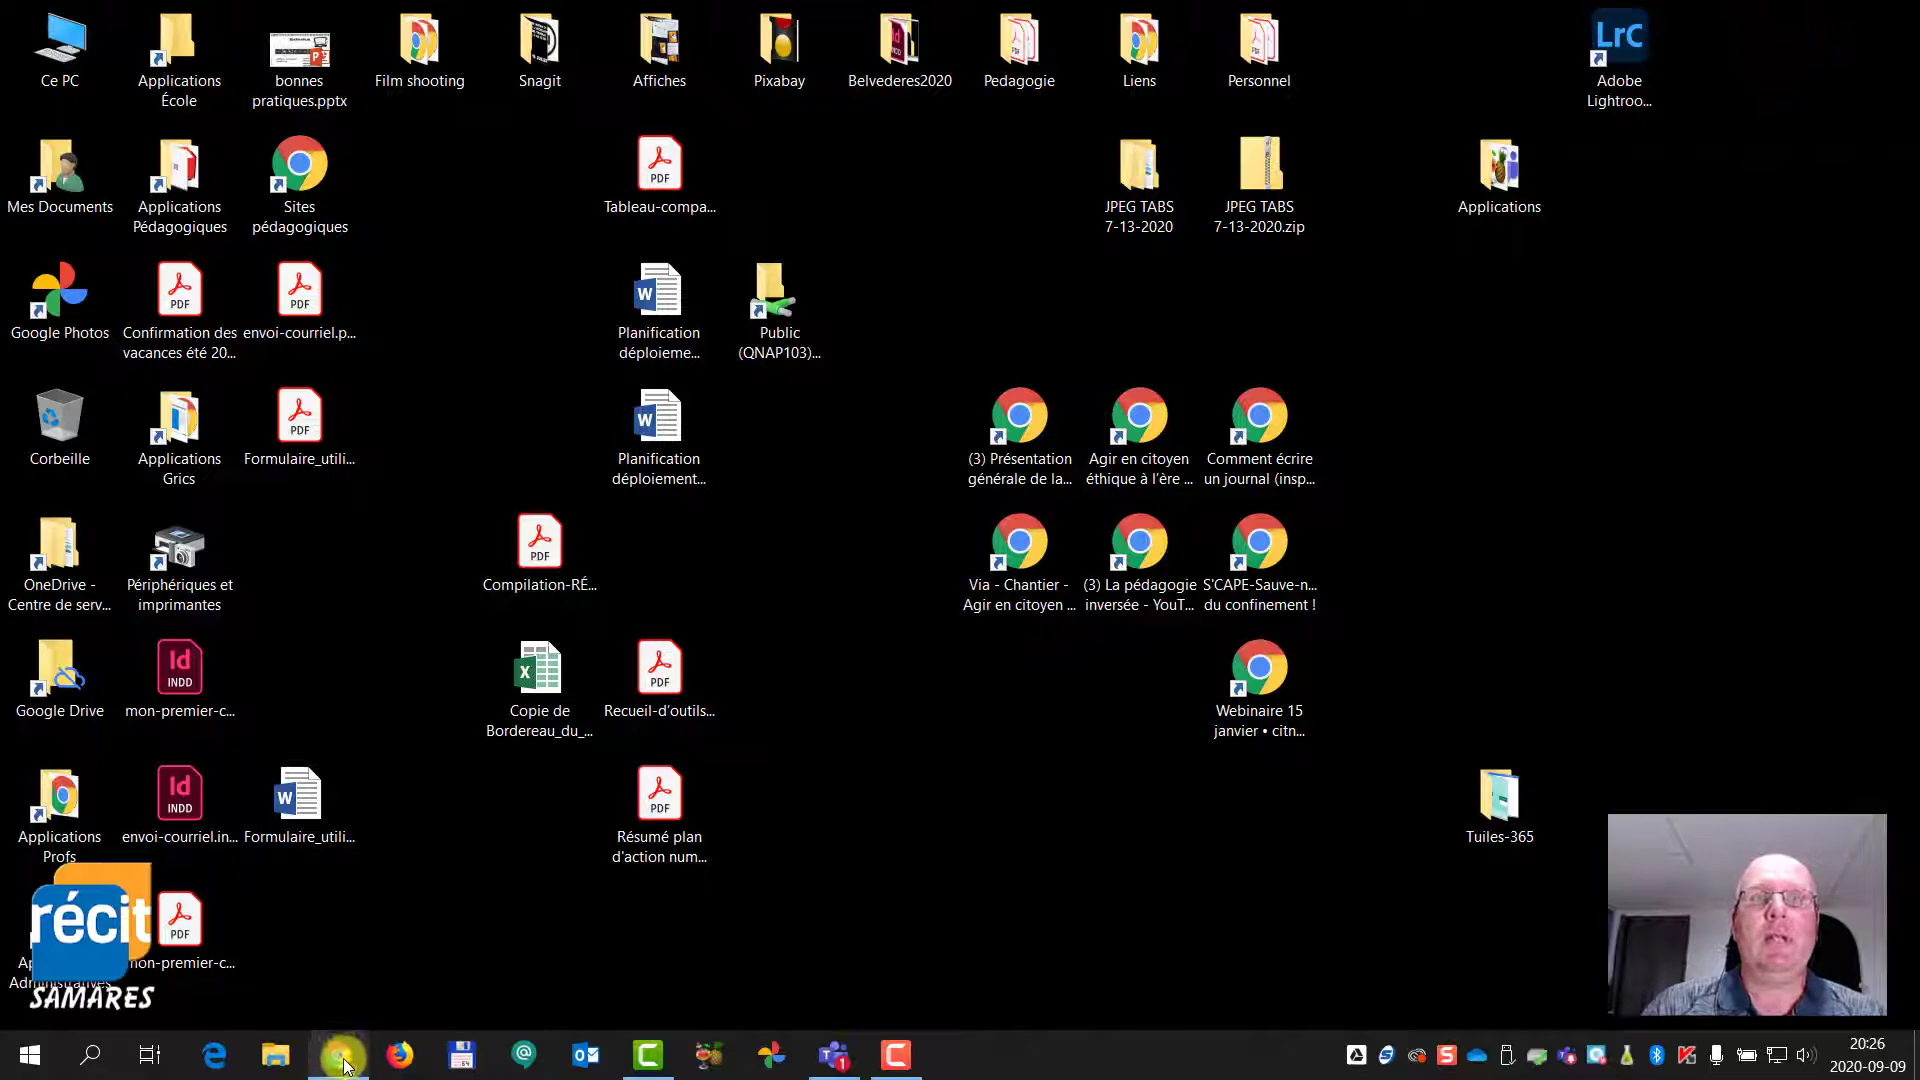 Ce PC
Applications
École
bonnes
pratiques.pptx
Film shooting
Snagit
Affiches
Pixabay
Belvederes2020
Pedagogie
Liens
Personnel
LrC
Adobe
Lightroo...
Mes Documents
Applications
Pédagogiques
Sites
pédagogiques
PDF
Tableau-compa...
JPEG TABS
7-13-2020
JPEG TABS
7-13-2020.zip
Applications
Google Photos
PDF
Confirmation des
vacances été 20...
PDF
envoi-courriel.p...
W
Planification
déploieme...
Public
(QNAP103)...
Corbeille
Applications
Grics
PDF
Formulaire_utili...
W
Planification
déploiement...
(3) Présentation
générale de la...
Agir en citoyen
éthique à l'ère ...
Comment écrire
un journal (insp...
OneDrive -
Centre de serv...
Périphériques et
imprimantes
PDF
Compilation-RÉ...
Via - Chantier -
Agir en citoyen ...
(3) La pédagogie
inversée - YouT...
S'CAPE-Sauve-n...
du confinement !
Google Drive
Id
INDD
mon-premier-c...
X
Copie de
Bordereau_du_...
PDF
Recueil-d'outils...
Webinaire 15
janvier • citn...
Applications
Profs
Id
INDD
envoi-courriel.in...
W
Formulaire_utili...
PDF
Résumé plan
d'action num...
Tuiles-365
récit
SAMARES
PDF
mon-premier-c...
Administratives
20:26
2020-09-09